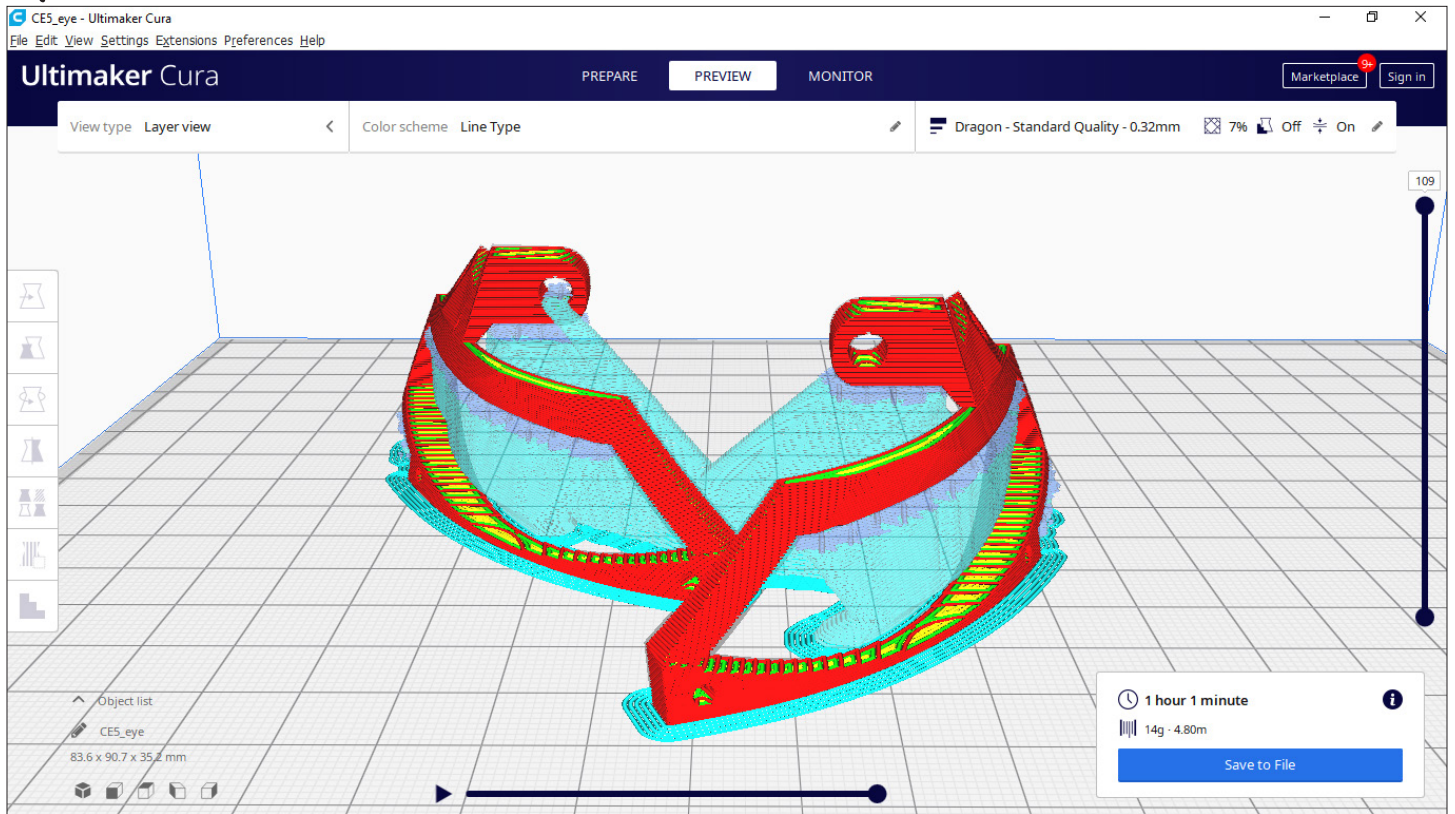 CE5_eye - Ultimaker Cura
File Edit View Settings Extensions Preferences Help
Ultimaker Cura
PREPARE
PREVIEW
MONITOR
Marketplace
9+
Sign in
View type Layer view
Color scheme Line Type
Dragon - Standard Quality - 0.32mm
7%
Off
On
109
Object list
CE5_eye
83.6 x 90.7 x 35.2 mm
1 hour 1 minute
14g · 4.80m
Save to File